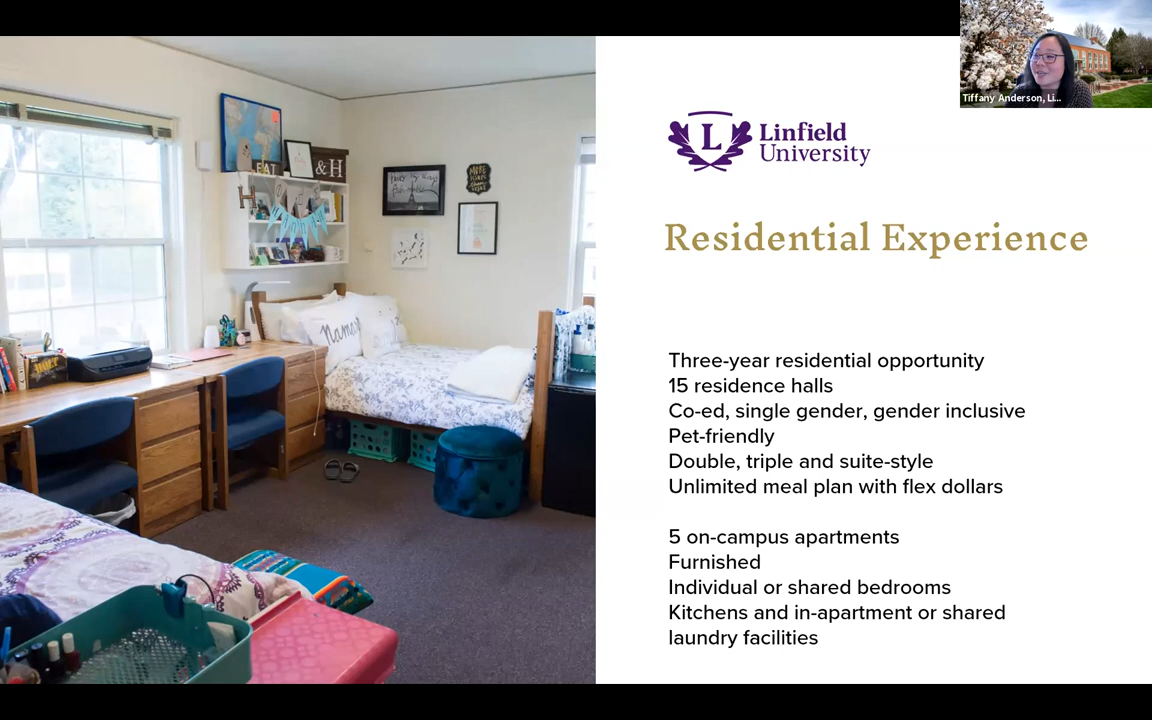 Tiffany Anderson, Li...
L
Linfield
University
Residential Experience
Three-year residential opportunity
15 residence halls
Co-ed, single gender, gender inclusive
Pet-friendly
Double, triple and suite-style
Unlimited meal plan with flex dollars
5 on-campus apartments
Furnished
Individual or shared bedrooms
Kitchens and in-apartment or shared
laundry facilities
EAT
&H
H
Nama